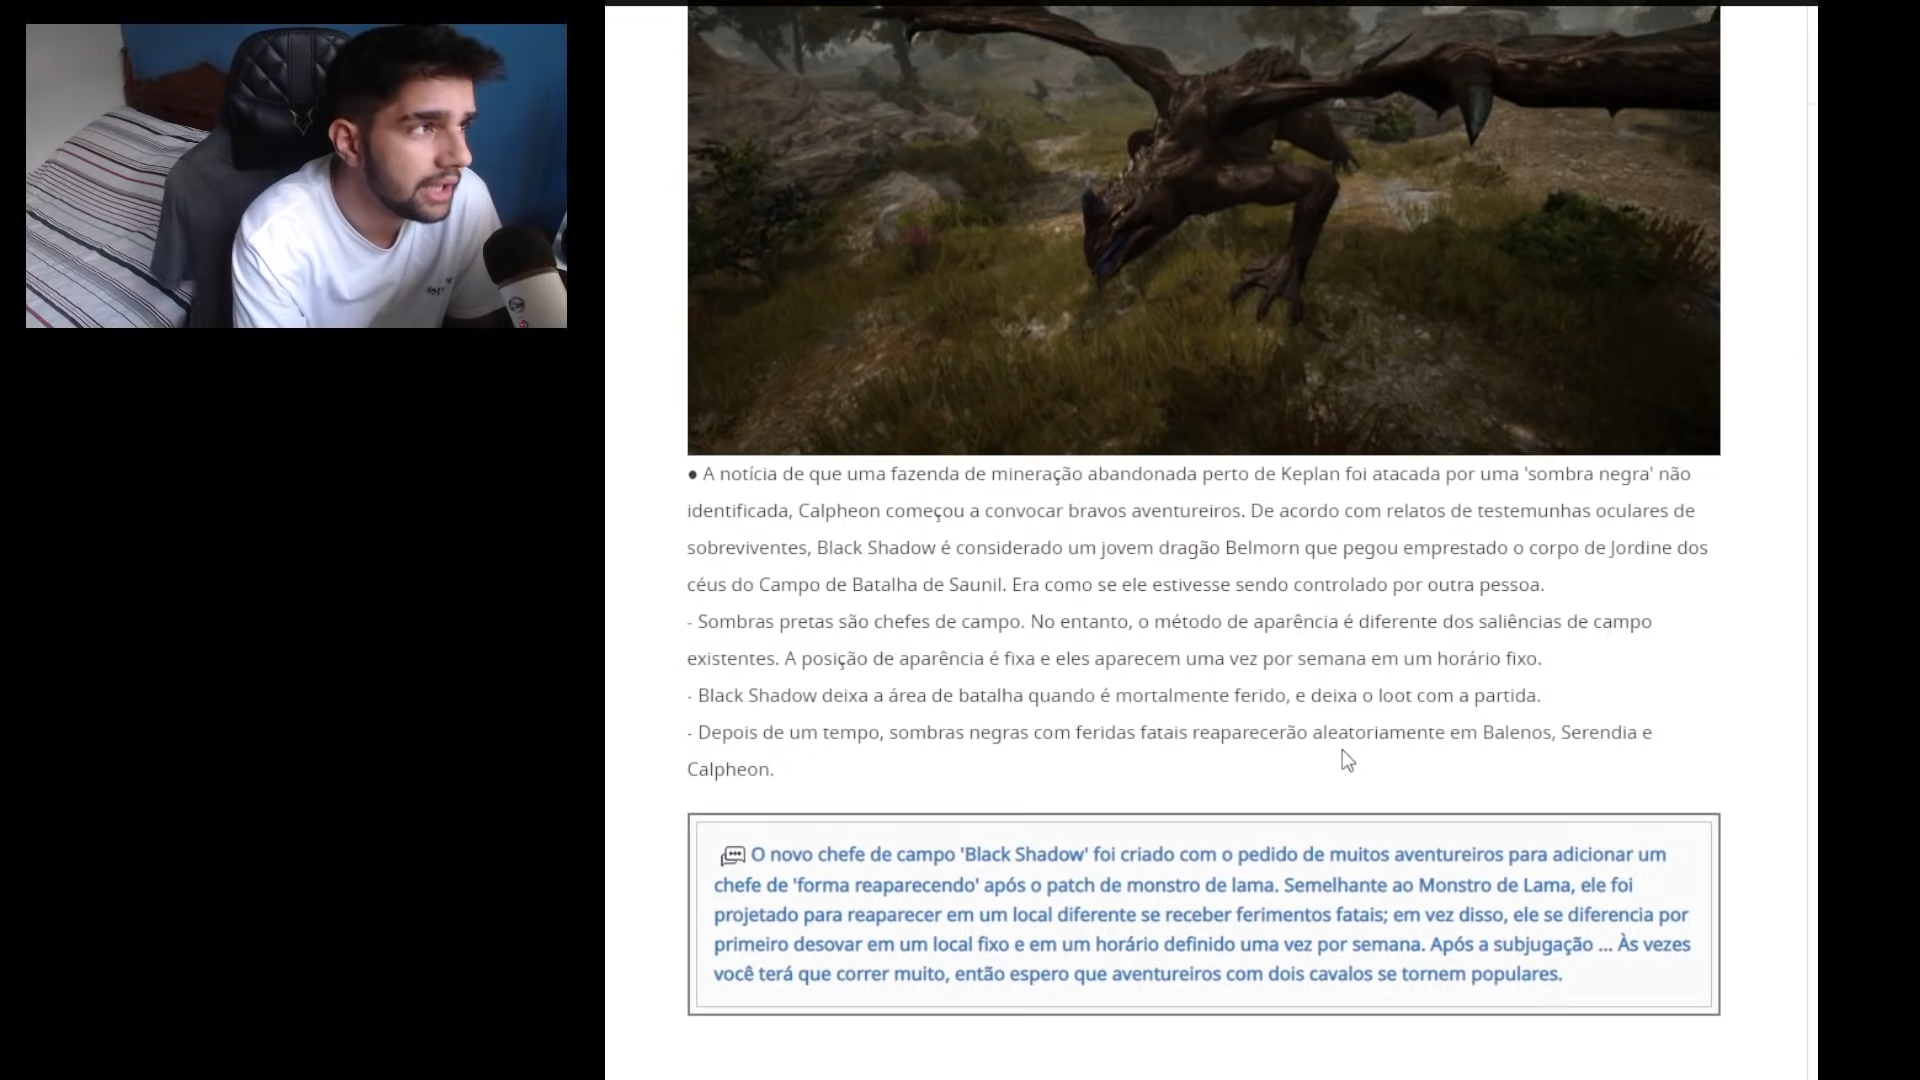 ● A notícia de que uma fazenda de mineração abandonada perto de Keplan foi atacada por uma 'sombra negra' não
identificada, Calpheon começou a convocar bravos aventureiros. De acordo com relatos de testemunhas oculares de
sobreviventes, Black Shadow é considerado um jovem dragão Belmorn que pegou emprestado o corpo de Jordine dos
céus do Campo de Batalha de Saunil. Era como se ele estivesse sendo controlado por outra pessoa.
- Sombras pretas são chefes de campo. No entanto, o método de aparência é diferente dos saliências de campo
existentes. A posição de aparência é fixa e eles aparecem uma vez por semana em um horário fixo.
- Black Shadow deixa a área de batalha quando é mortalmente ferido, e deixa o loot com a partida.
- Depois de um tempo, sombras negras com feridas fatais reaparecerão aleatoriamente em Balenos, Serendia e
Calpheon.
O novo chefe de campo 'Black Shadow' foi criado com o pedido de muitos aventureiros para adicionar um
chefe de 'forma reaparecendo' após o patch de monstro de lama. Semelhante ao Monstro de Lama, ele foi
projetado para reaparecer em um local diferente se receber ferimentos fatais; em vez disso, ele se diferencia por
primeiro desovar em um local fixo e em um horário definido uma vez por semana. Após a subjugação ... Às vezes
você terá que correr muito, então espero que aventureiros com dois cavalos se tornem populares.